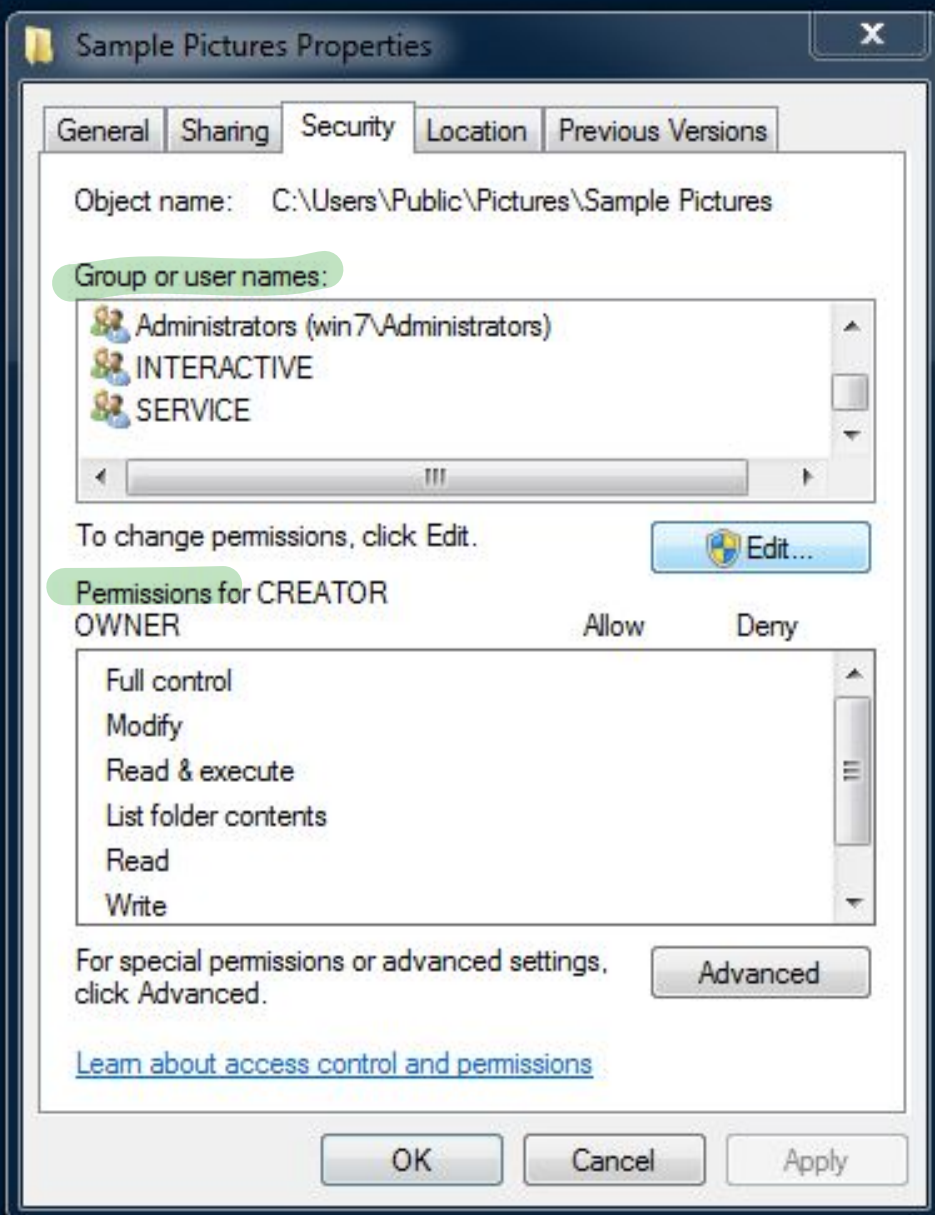 Sample Pictures Properties
General Sharing Security Location Previous Versions
Object name: C:\Users\Public\Pictures\Sample Pictures
Group or user names:
Administrators (win7\Administrators)
INTERACTIVE
SERVICE
To change permissions, click Edit.
Edit...
Permissions for CREATOR
OWNER Allow Deny
Full control
Modify
Read & execute
List folder contents
Read
Write
For special permissions or advanced settings,
click Advanced.
Advanced
Learn about access control and permissions
OK Cancel Apply